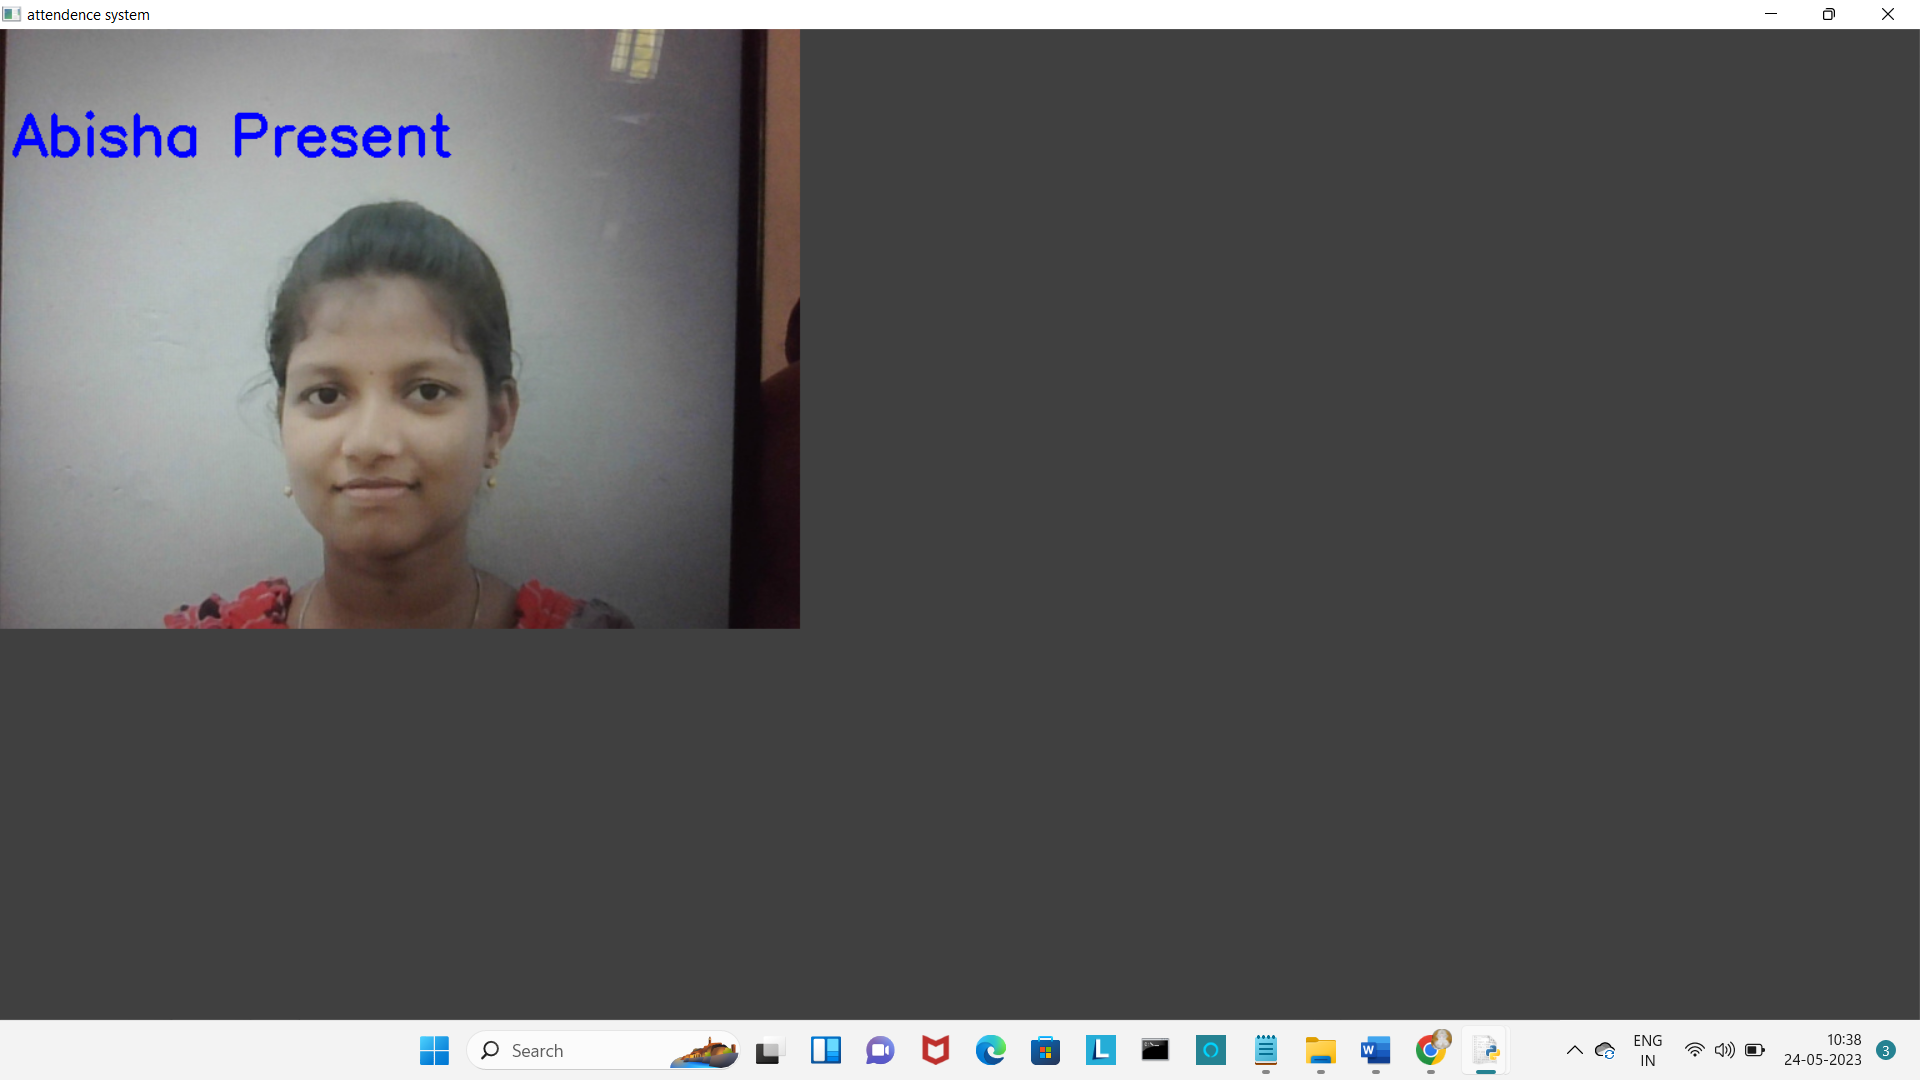 attendence system
Abisha Present
Search
ENG
IN
10:38
24-05-2023
3